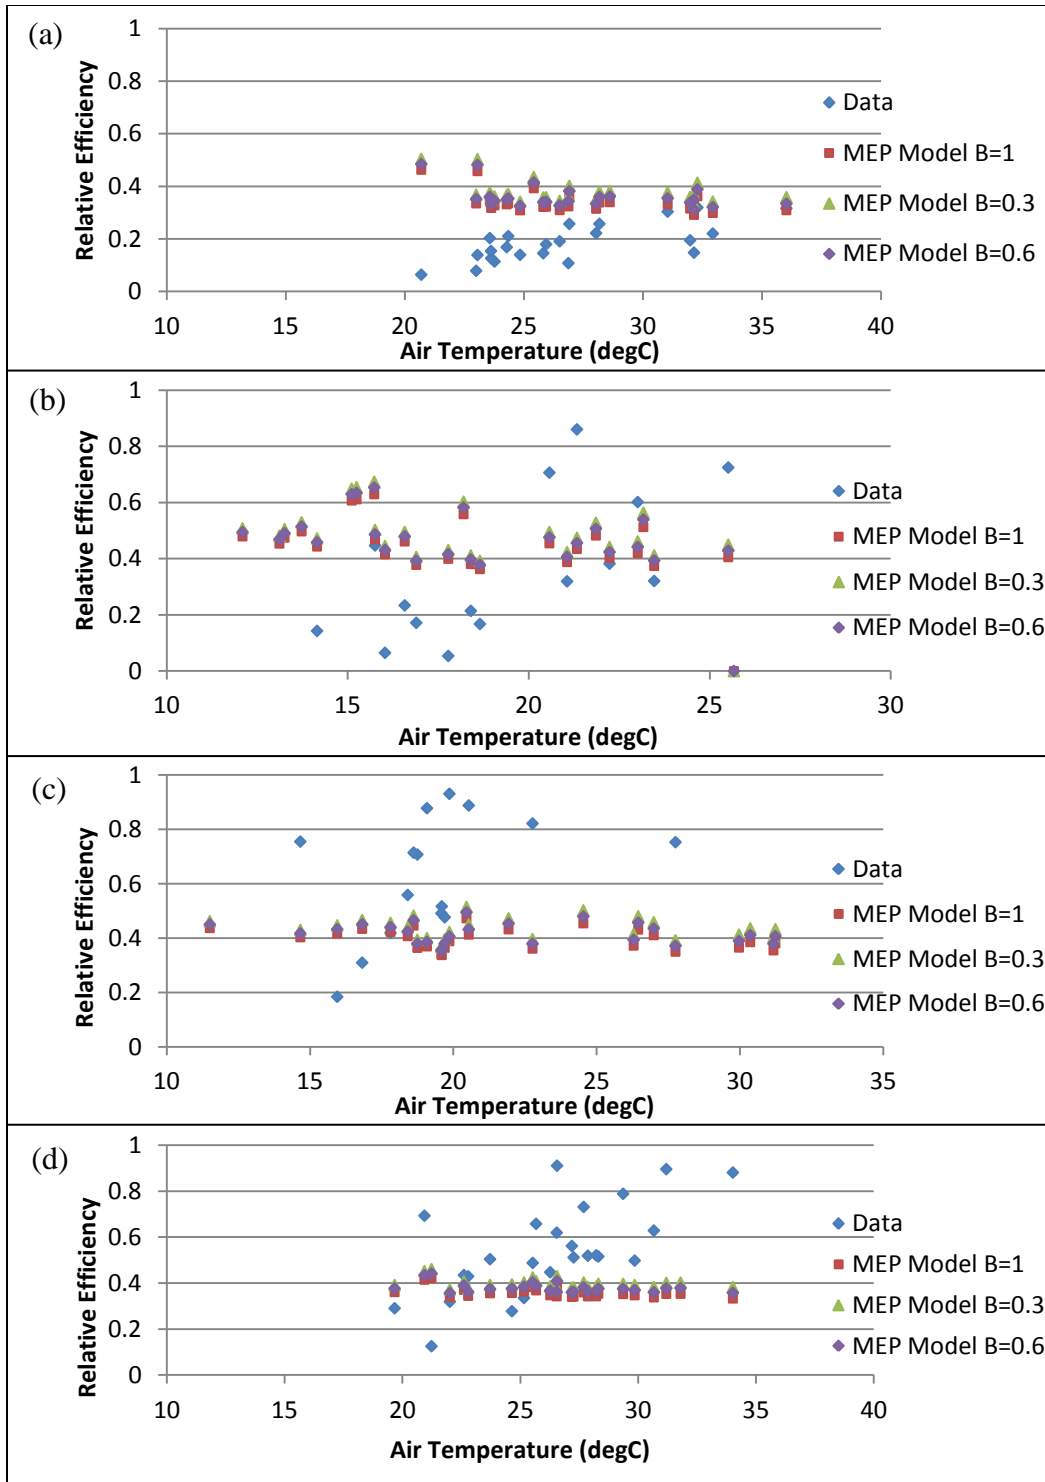 (a)
Relative Efficiency
1
0.8
0.6
0.4
0.2
0
10 15 20 25 30 35 40
Air Temperature (degC)
Data
MEP Model B=1
MEP Model B=0.3
MEP Model B=0.6
(b)
Relative Efficiency
1
0.8
0.6
0.4
0.2
0
10 15 20 25 30
Air Temperature (degC)
Data
MEP Model B=1
MEP Model B=0.3
MEP Model B=0.6
(c)
Relative Efficiency
1
0.8
0.6
0.4
0.2
0
10 15 20 25 30 35
Air Temperature (degC)
Data
MEP Model B=1
MEP Model B=0.3
MEP Model B=0.6
(d)
Relative Efficiency
1
0.8
0.6
0.4
0.2
0
10 15 20 25 30 35 40
Air Temperature (degC)
Data
MEP Model B=1
MEP Model B=0.3
MEP Model B=0.6